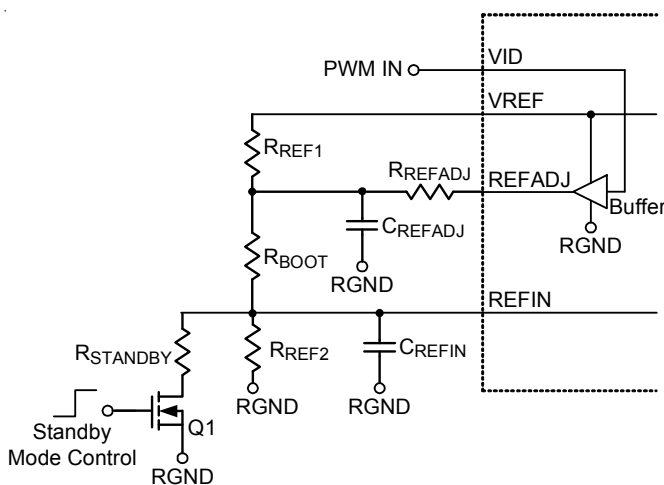 VID
PWM IN
VREF
RREF1
RREFADJ
REFADJ
Buffer
CREFADJ
RGND
RBOOT
RGND
REFIN
RSTANDBY
RREF2
CREFIN
RGND
RGND
Q1
Standby
Mode Control
RGND